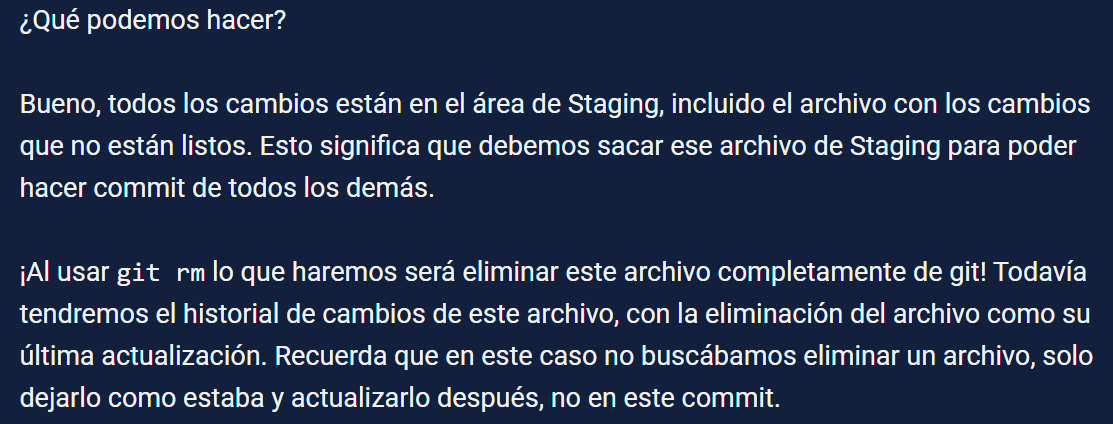 ¿Qué podemos hacer?
Bueno, todos los cambios están en el área de Staging, incluido el archivo con los cambios
que no están listos. Esto significa que debemos sacar ese archivo de Staging para poder
hacer commit de todos los demás.
¡Al usar git rm lo que haremos será eliminar este archivo completamente de git! Todavía
tendremos el historial de cambios de este archivo, con la eliminación del archivo como su
última actualización. Recuerda que en este caso no buscábamos eliminar un archivo, solo
dejarlo como estaba y actualizarlo después, no en este commit.